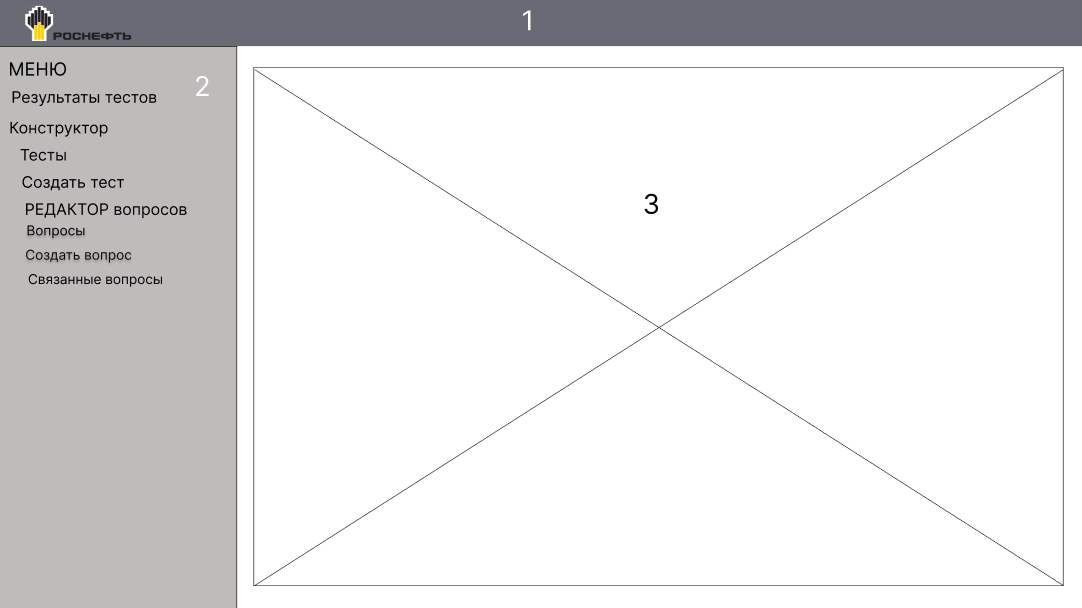 РОСНЕФТЬ
1
МЕНЮ
2
Результаты тестов
Конструктор
Тесты
Создать тест
РЕДАКТОР вопросов
Вопросы
Создать вопрос
Связанные вопросы
3